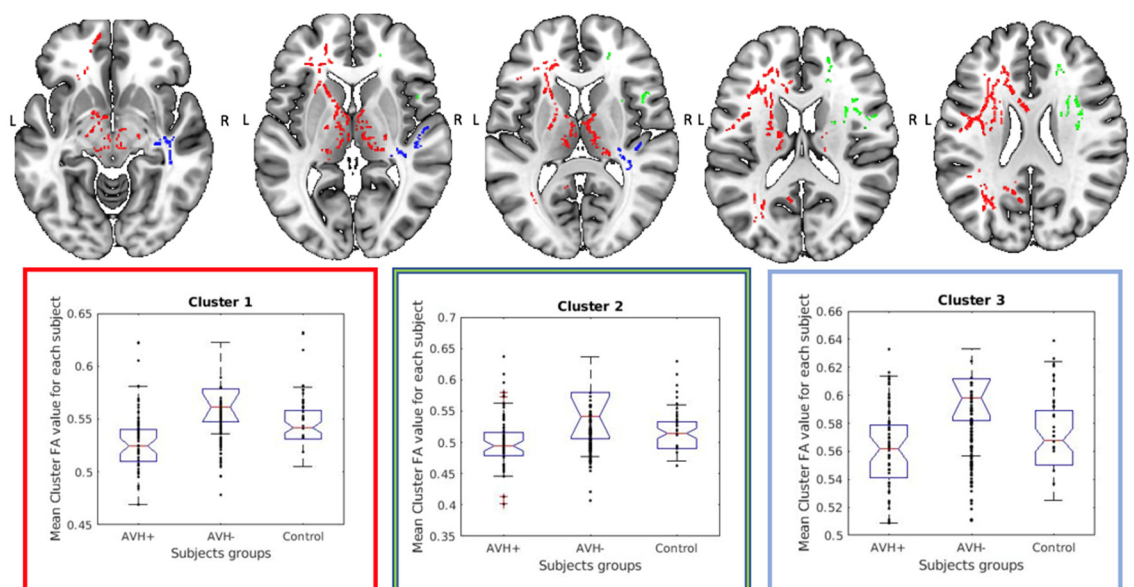 L R L R L R L
Cluster 1
Mean Cluster FA value for each subject
0.65
0.6
0.55
0.5
0.45
AVH+ AVH- Control
Subjects groups
Cluster 2
Mean Cluster FA value for each subject
0.7
0.65
0.6
0.55
0.5
0.45
0.4
0.35
AVH+ AVH- Control
Subjects groups
Cluster 3
Mean Cluster FA value for each subject
0.66
0.64
0.62
0.6
0.58
0.56
0.54
0.52
0.5
AVH+ AVH- Control
Subjects groups